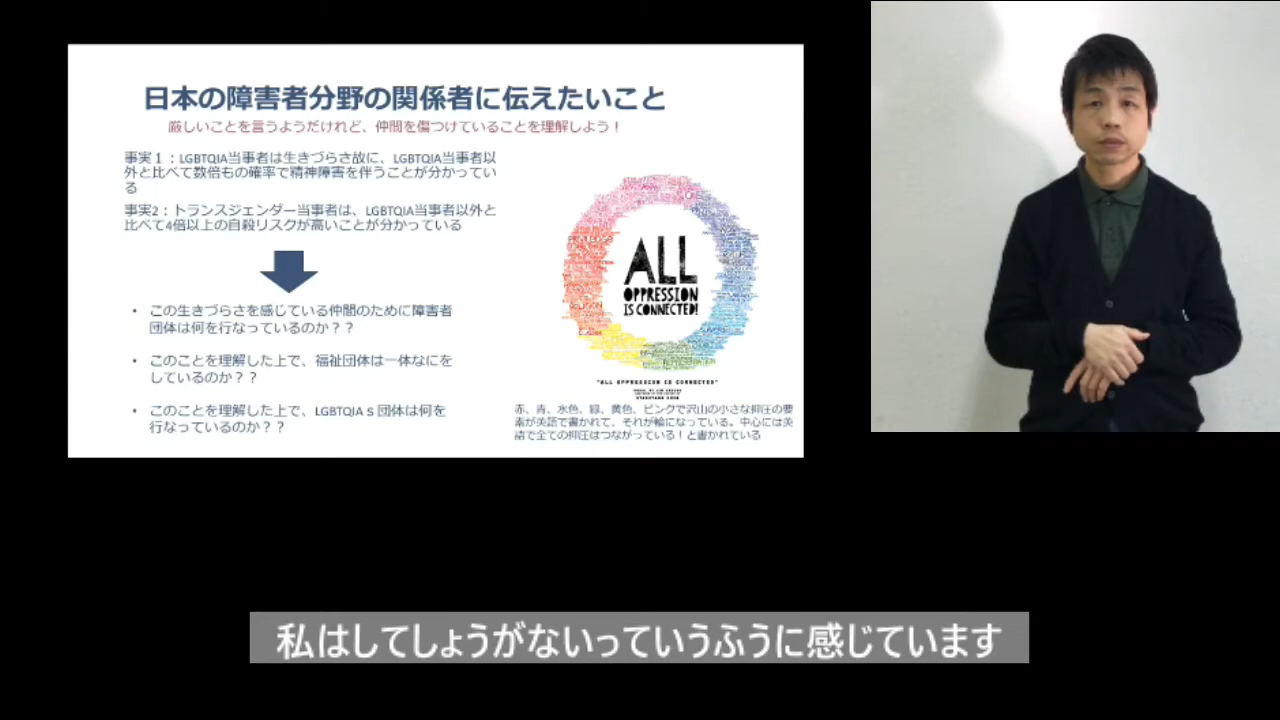 日本の障害者分野の関係者に伝えたいこと
厳しいことを言うようだけれど、仲間を傷つけていることを理解しよう！
事実１：LGBTQIA当事者は生きづらさ故に、LGBTQIA当事者以
外と比べて数倍もの確率で精神障害を伴うことが分かってい
る
事実2：トランスジェンダー当事者は、LGBTQIA当事者以外と
比べて4倍以上の自殺リスクが高いことが分かっている
• この生きづらさを感じている仲間のために障害者
団体は何を行なっているのか？？
• このことを理解した上で、福祉団体は一体なにを
しているのか？？
• このことを理解した上で、LGBTQIA s 団体は何を
行なっているのか？？
ALL
OPPRESSION
IS CONNECTED!
"ALL OPPRESSION IS CONNECTED"
赤、青、水色、緑、黄色、ピンクで沢山の小さな抑圧の要
素が英語で書かれて、それが輪になっている。中心には英
語で全ての抑圧はつながっている！と書かれている
私はしてしょうがないっていうふうに感じています